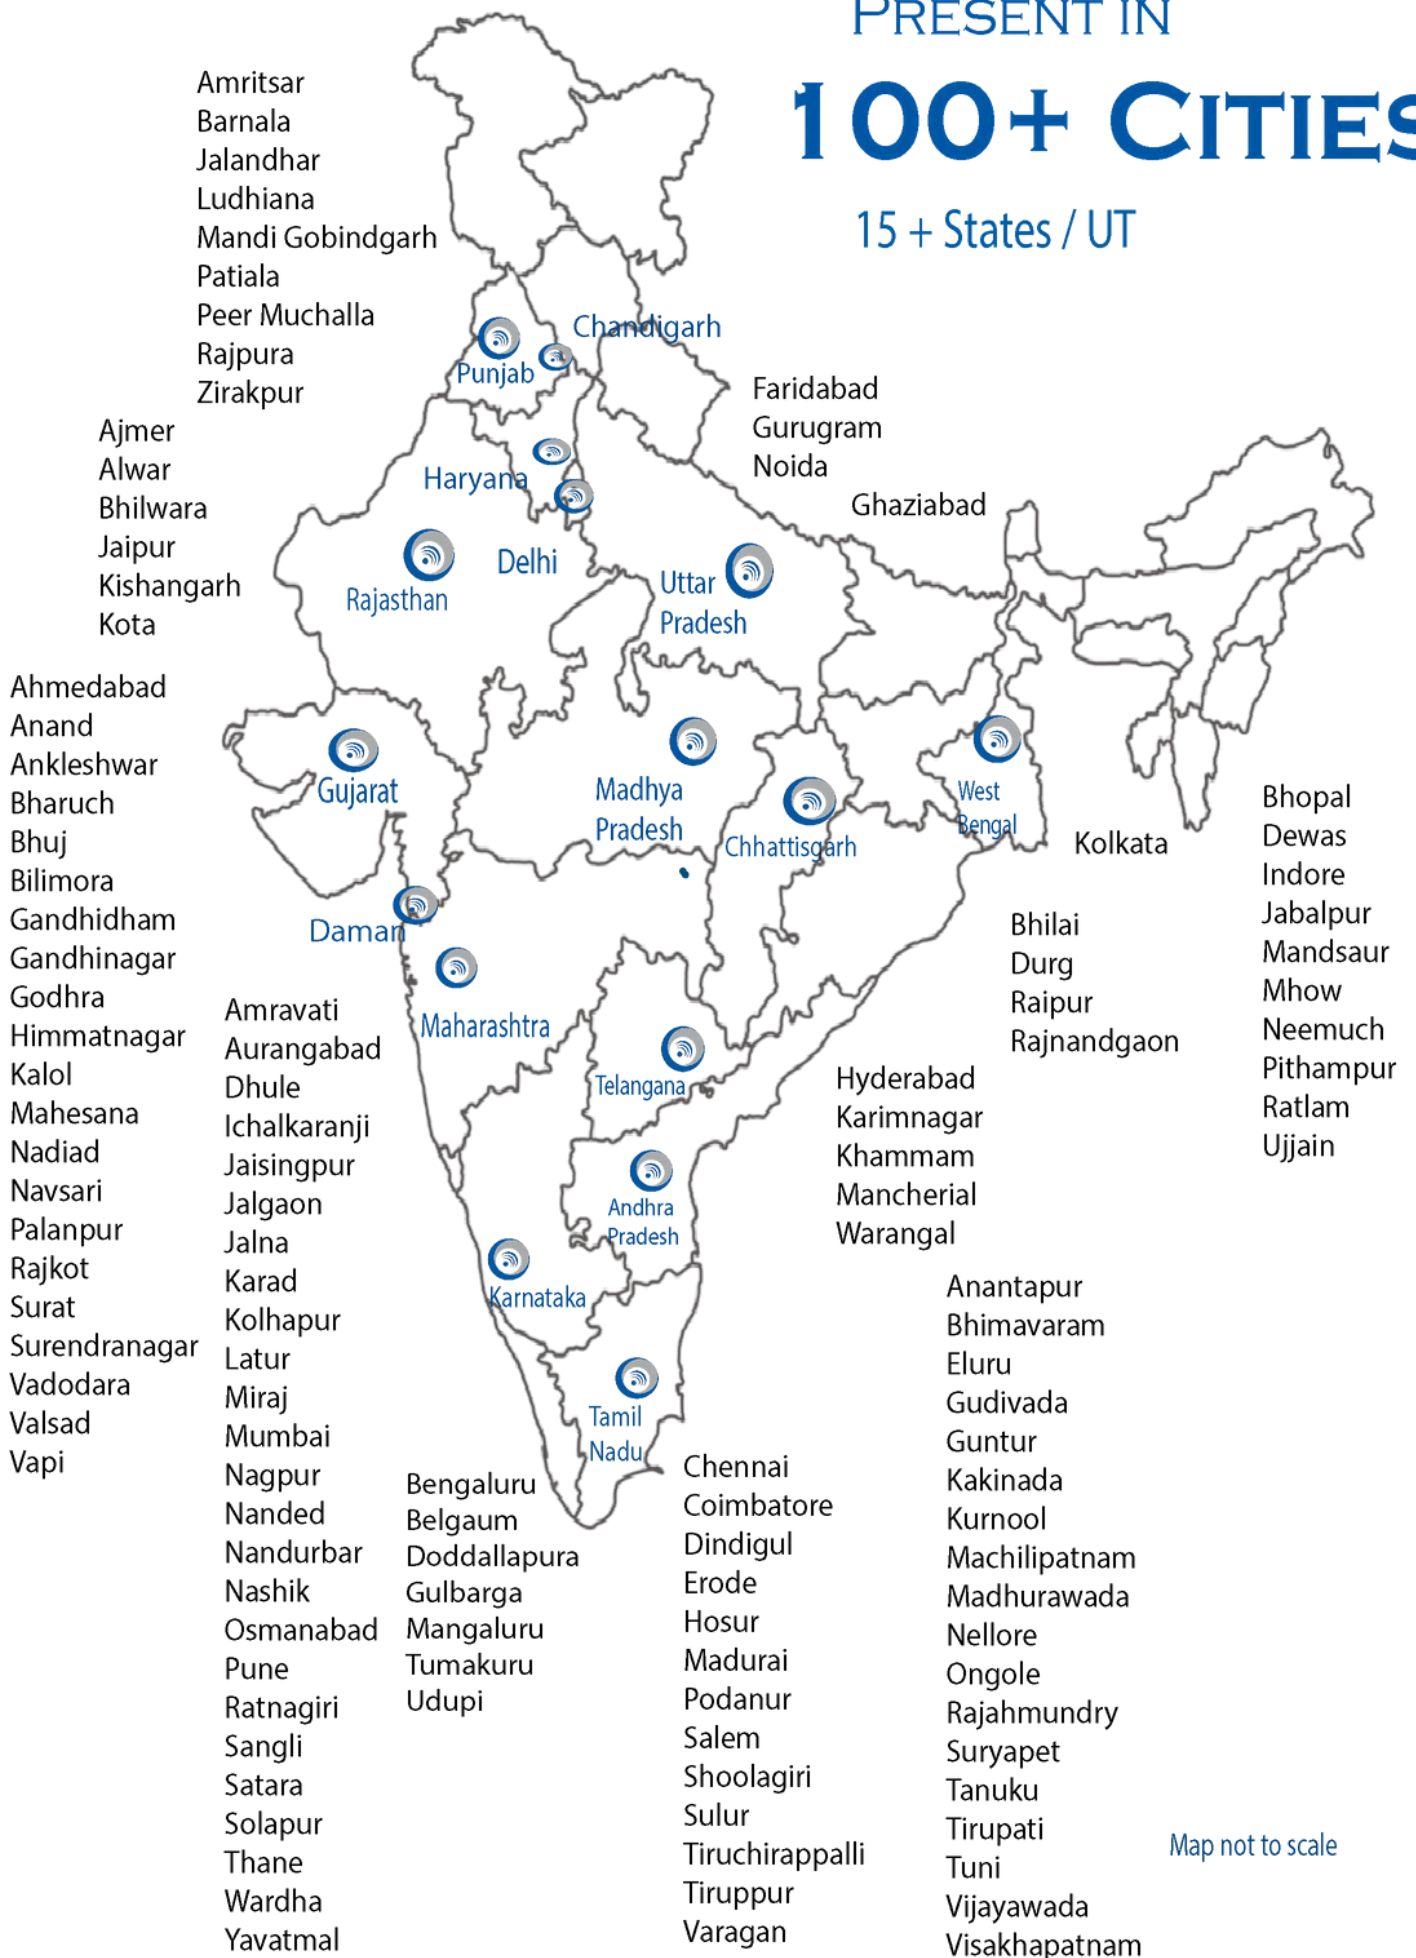 PRESENT IN
100+ CITIES
15 + States / UT
Amritsar
Barnala
Jalandhar
Ludhiana
Mandi Gobindgarh
Patiala
Peer Muchalla
Rajpura
Zirakpur
Chandigarh
Punjab
Faridabad
Gurugram
Noida
Ghaziabad
Ajmer
Alwar
Bhilwara
Jaipur
Kishangarh
Kota
Haryana
Delhi
Rajasthan
Uttar
Pradesh
Ahmedabad
Anand
Ankleshwar
Bharuch
Bhuj
Bilimora
Gandhidham
Gandhinagar
Godhra
Himmatnagar
Kalol
Mahesana
Nadiad
Navsari
Palanpur
Rajkot
Surat
Surendranagar
Vadodara
Valsad
Vapi
Gujarat
Madhya
Pradesh
Chhattisgarh
West
Bengal
Kolkata
Bhopal
Dewas
Indore
Jabalpur
Mandsaur
Mhow
Neemuch
Pithampur
Ratlam
Ujjain
Daman
Maharashtra
Bhilai
Durg
Raipur
Rajnandgaon
Amravati
Aurangabad
Dhule
Ichalkaranji
Jaisingpur
Jalgaon
Jalna
Karad
Kolhapur
Latur
Miraj
Mumbai
Nagpur
Nanded
Nandurbar
Nashik
Osmanabad
Pune
Ratnagiri
Sangli
Satara
Solapur
Thane
Wardha
Yavatmal
Telangana
Hyderabad
Karimnagar
Khammam
Mancherial
Warangal
Andhra
Pradesh
Karnataka
Tamil
Nadu
Bengaluru
Belgaum
Doddallapura
Gulbarga
Mangaluru
Tumakuru
Udupi
Chennai
Coimbatore
Dindigul
Erode
Hosur
Madurai
Podanur
Salem
Shoolagiri
Sulur
Tiruchirappalli
Tiruppur
Varagan
Anantapur
Bhimavaram
Eluru
Gudivada
Guntur
Kakinada
Kurnool
Machilipatnam
Madhurawada
Nellore
Ongole
Rajahmundry
Suryapet
Tanuku
Tirupati
Tuni
Vijayawada
Visakhapatnam
Map not to scale